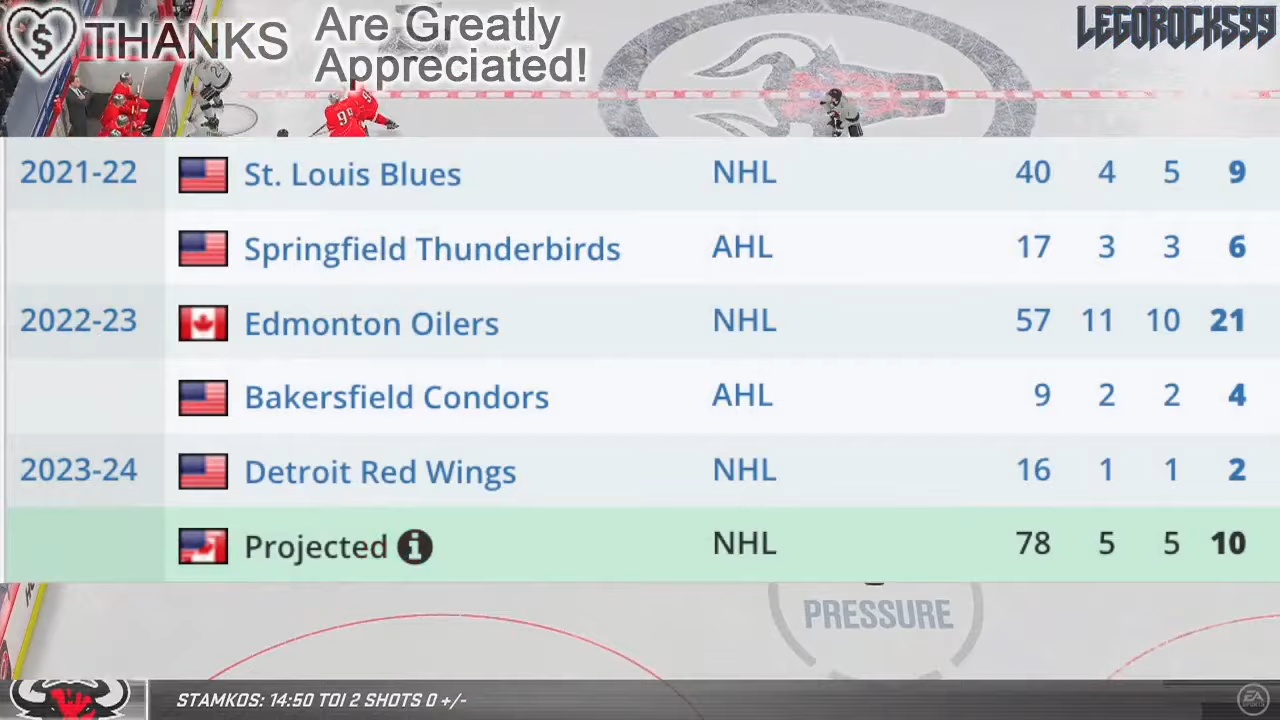 $ THANKS
Are Greatly
Appreciated!
LEGOROCKS99
2021-22 St. Louis Blues NHL 40 4 5 9
Springfield Thunderbirds AHL 17 3 3 6
2022-23 Edmonton Oilers NHL 57 11 10 21
Bakersfield Condors AHL 9 2 2 4
2023-24 Detroit Red Wings NHL 16 1 1 2
Projected i NHL 78 5 5 10
PRESSURE
STAMKOS: 14:50 TOI 2 SHOTS 0 +/-
EA
SPORTS